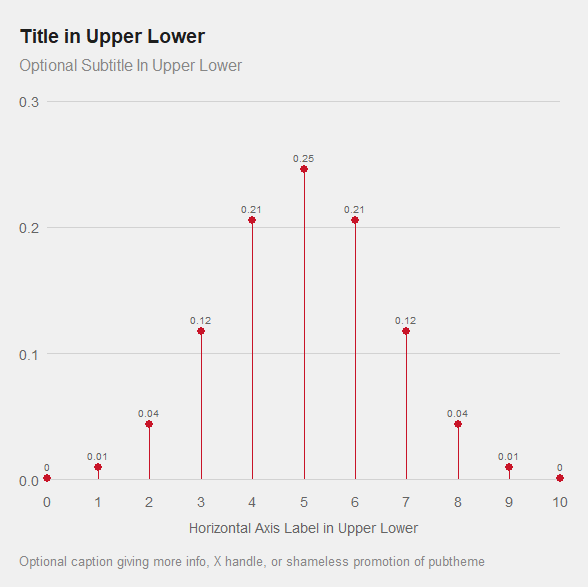 Title in Upper Lower
Optional Subtitle In Upper Lower
0.3
0.25
0.21 0.21
0.2
0.12 0.12
0.1
0.04 0.04
0.01 0.01
0 0
0.0
0 1 2 3 4 5 6 7 8 9 10
Horizontal Axis Label in Upper Lower
Optional caption giving more info, X handle, or shameless promotion of pubtheme